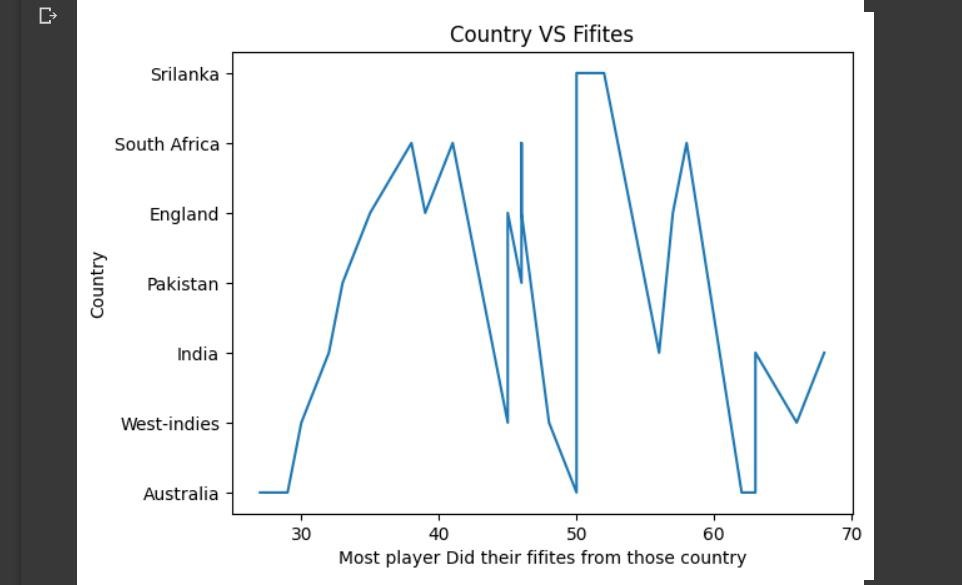 Country VS Fifites
Srilanka
South Africa
England
Pakistan
India
West-indies
Australia
Country
30 40 50 60 70
Most player Did their fifites from those country